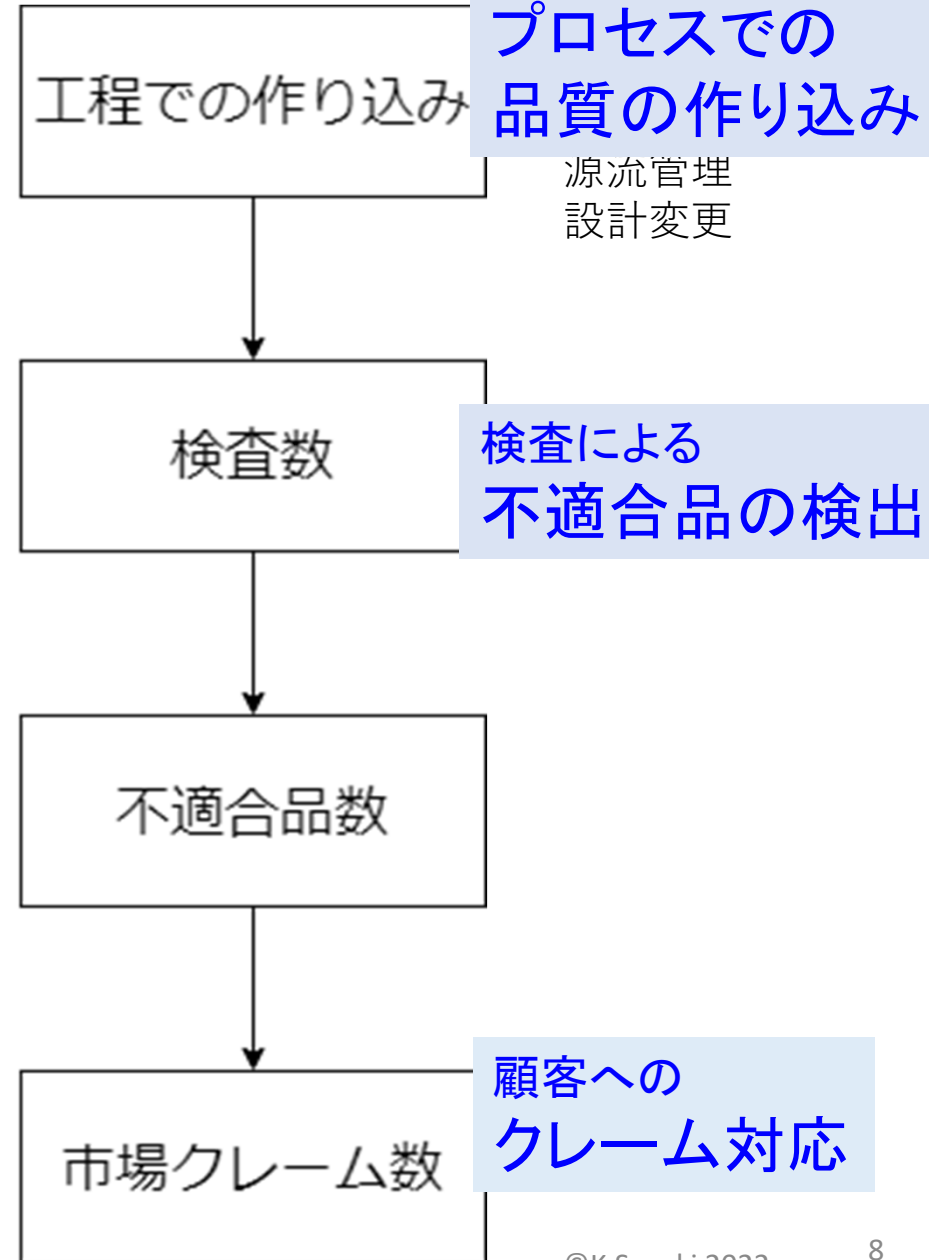 工程での作り込み
プロセスでの
品質の作り込み
源流管理
設計変更
検査数
検査による
不適合品の検出
不適合品数
市場クレーム数
顧客への
クレーム対応
8